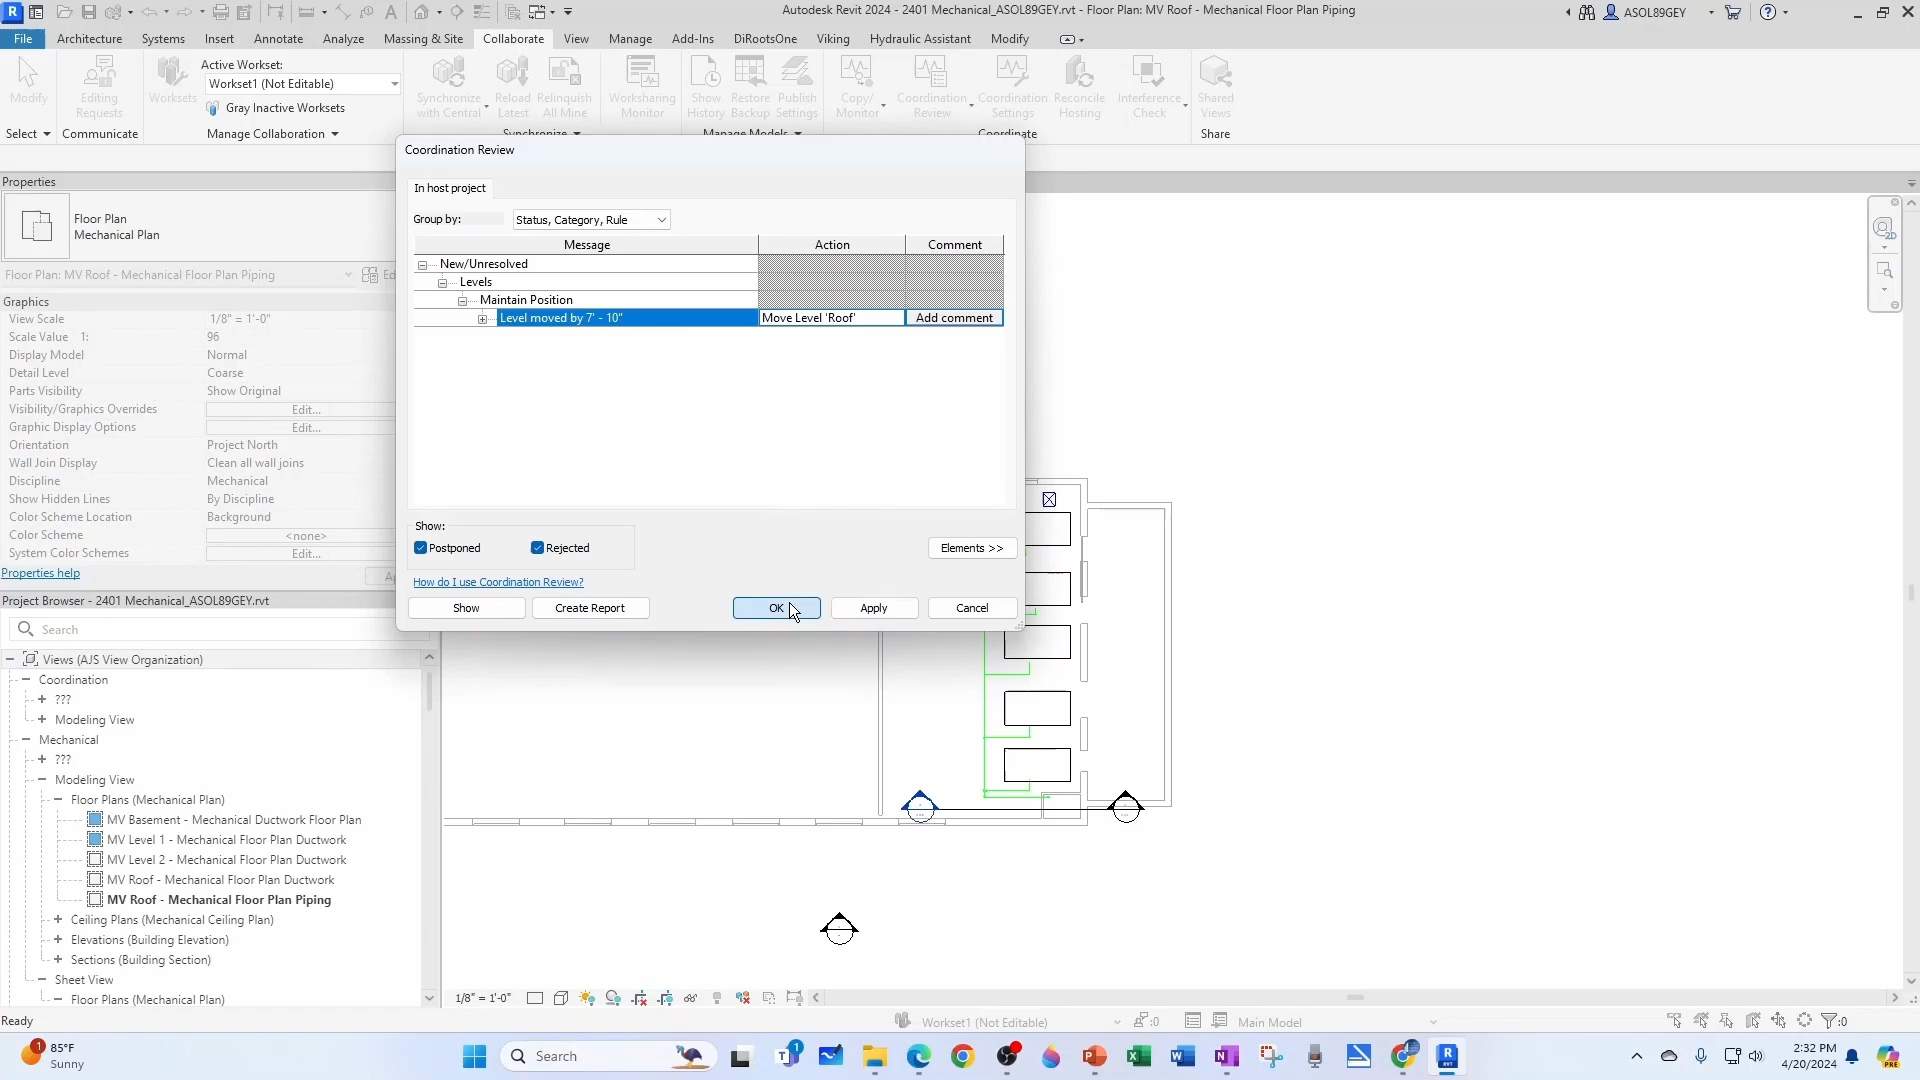 Autodesk Revit 2024 - 2401 Mechanical_ASOL89GEY.rvt - Floor Plan: MV Roof - Mechanical Floor Plan Piping
ASOL89GEY
File Architecture Systems Insert Annotate Analyze Massing & Site Collaborate View Manage Add-Ins DiRootsOne Viking Hydraulic Assistant Modify
Active Workset:
Workset1 (Not Editable)
Gray Inactive Worksets
Modify
Editing Requests
Worksets
Synchronize with Central
Reload Latest
Relinquish All Mine
Worksharing Monitor
Show History
Restore Backup
Publish Settings
Copy/ Monitor
Coordination Review
Coordination Settings
Reconcile Hosting
Interference Check
Shared Views
Select Communicate Manage Collaboration Synchronize Manage Models Coordinate Share
Properties
Floor Plan
Mechanical Plan
Floor Plan: MV Roof - Mechanical Floor Plan Piping
Graphics
View Scale 1/8" = 1'-0"
Scale Value 1: 96
Display Model Normal
Detail Level Coarse
Parts Visibility Show Original
Visibility/Graphics Overrides Edit...
Graphic Display Options Edit...
Orientation Project North
Wall Join Display Clean all wall joins
Discipline Mechanical
Show Hidden Lines By Discipline
Color Scheme Location Background
Color Scheme <none>
System Color Schemes Edit...
Properties help
Coordination Review
In host project
Group by: Status, Category, Rule
Message Action Comment
New/Unresolved
Levels
Maintain Position
Level moved by 7' - 10" Move Level 'Roof' Add comment
Show:
Postponed Rejected
Elements >>
How do I use Coordination Review?
Show Create Report OK Apply Cancel
Project Browser - 2401 Mechanical_ASOL89GEY.rvt
Search
Views (AJS View Organization)
Coordination
???
Modeling View
Mechanical
???
Modeling View
Floor Plans (Mechanical Plan)
MV Basement - Mechanical Ductwork Floor Plan
MV Level 1 - Mechanical Floor Plan Ductwork
MV Level 2 - Mechanical Floor Plan Ductwork
MV Roof - Mechanical Floor Plan Ductwork
MV Roof - Mechanical Floor Plan Piping
Ceiling Plans (Mechanical Ceiling Plan)
Elevations (Building Elevation)
Sections (Building Section)
Sheet View
Floor Plans (Mechanical Plan)
1/8" = 1'-0"
Ready
Workset1 (Not Editable)
:0
Main Model
:0
85°F
Sunny
Search
2:32 PM
4/20/2024